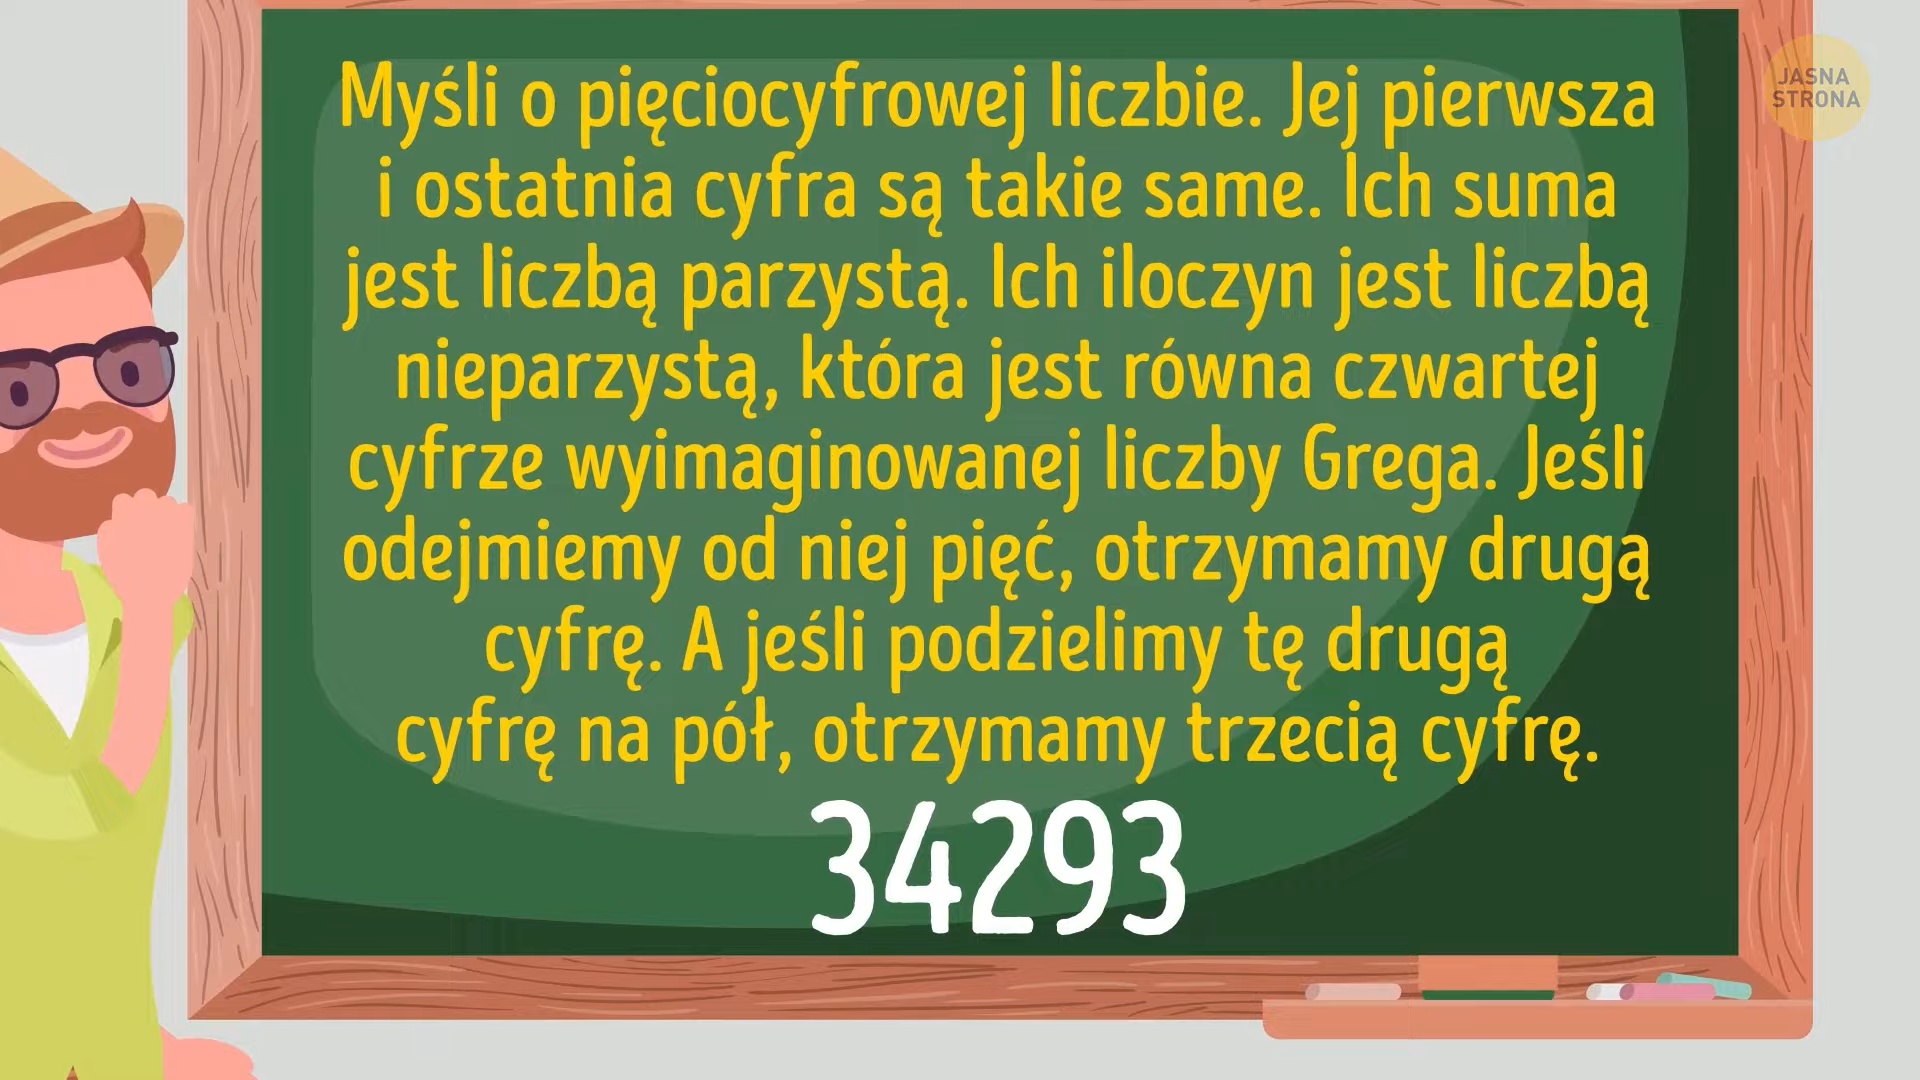 Myśli o pięciocyfrowej liczbie. Jej pierwsza
i ostatnia cyfra są takie same. Ich suma
jest liczbą parzystą. Ich iloczyn jest liczbą
nieparzystą, która jest równa czwartej
cyfrze wyimaginowanej liczby Grega. Jeśli
odejmiemy od niej pięć, otrzymamy drugą
cyfrę. A jeśli podzielimy tę drugą
cyfrę na pół, otrzymamy trzecią cyfrę.
34293
JASNA
STRONA